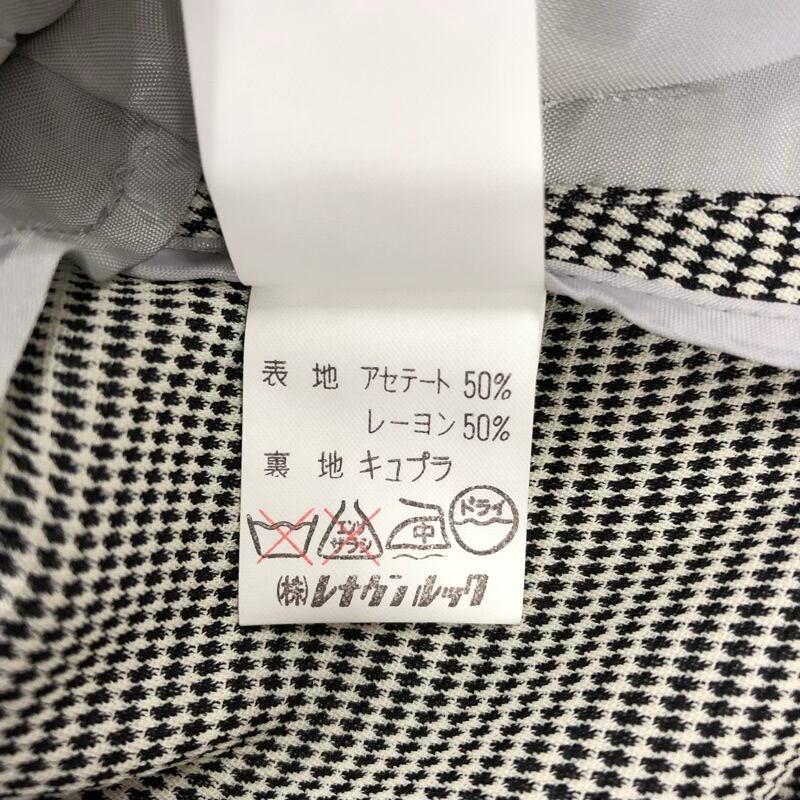 表地 アセテート 50%
レーヨン 50%
裏地 キュプラ
エンソサラシ 中 ドライ
(株)レナウンルック